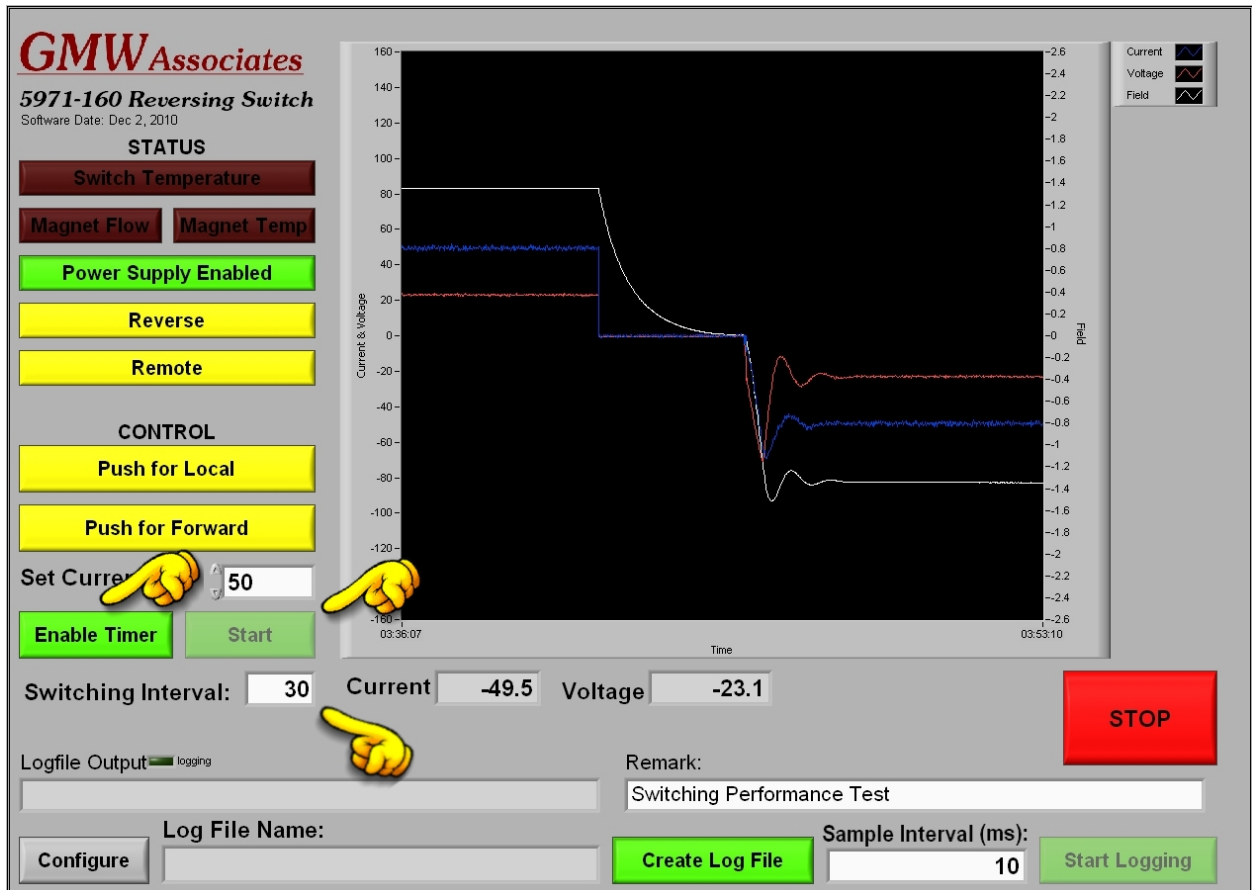 GMW Associates
5971-160 Reversing Switch
Software Date: Dec 2, 2010
STATUS
Switch Temperature
Magnet Flow
Magnet Temp
Power Supply Enabled
Reverse
Remote
CONTROL
Push for Local
Push for Forward
Set Curre
50
Enable Timer
Start
Switching Interval:
30
160
140
120
100
80
60
40
20
0
-20
-40
-60
-80
-100
-120
-160
Current & Voltage
2.6
2.4
2.2
2
1.8
1.6
1.4
1.2
1
0.8
0.6
0.4
0.2
0
-0.2
-0.4
-0.6
-0.8
-1
-1.2
-1.4
-1.6
-1.8
-2
-2.2
-2.4
-2.6
Field
03:36:07
03:53:10
Time
Current
Voltage
Field
Current
-49.5
Voltage
-23.1
STOP
Logfile Output
logging
Remark:
Switching Performance Test
Log File Name:
Configure
Create Log File
Sample Interval (ms):
10
Start Logging